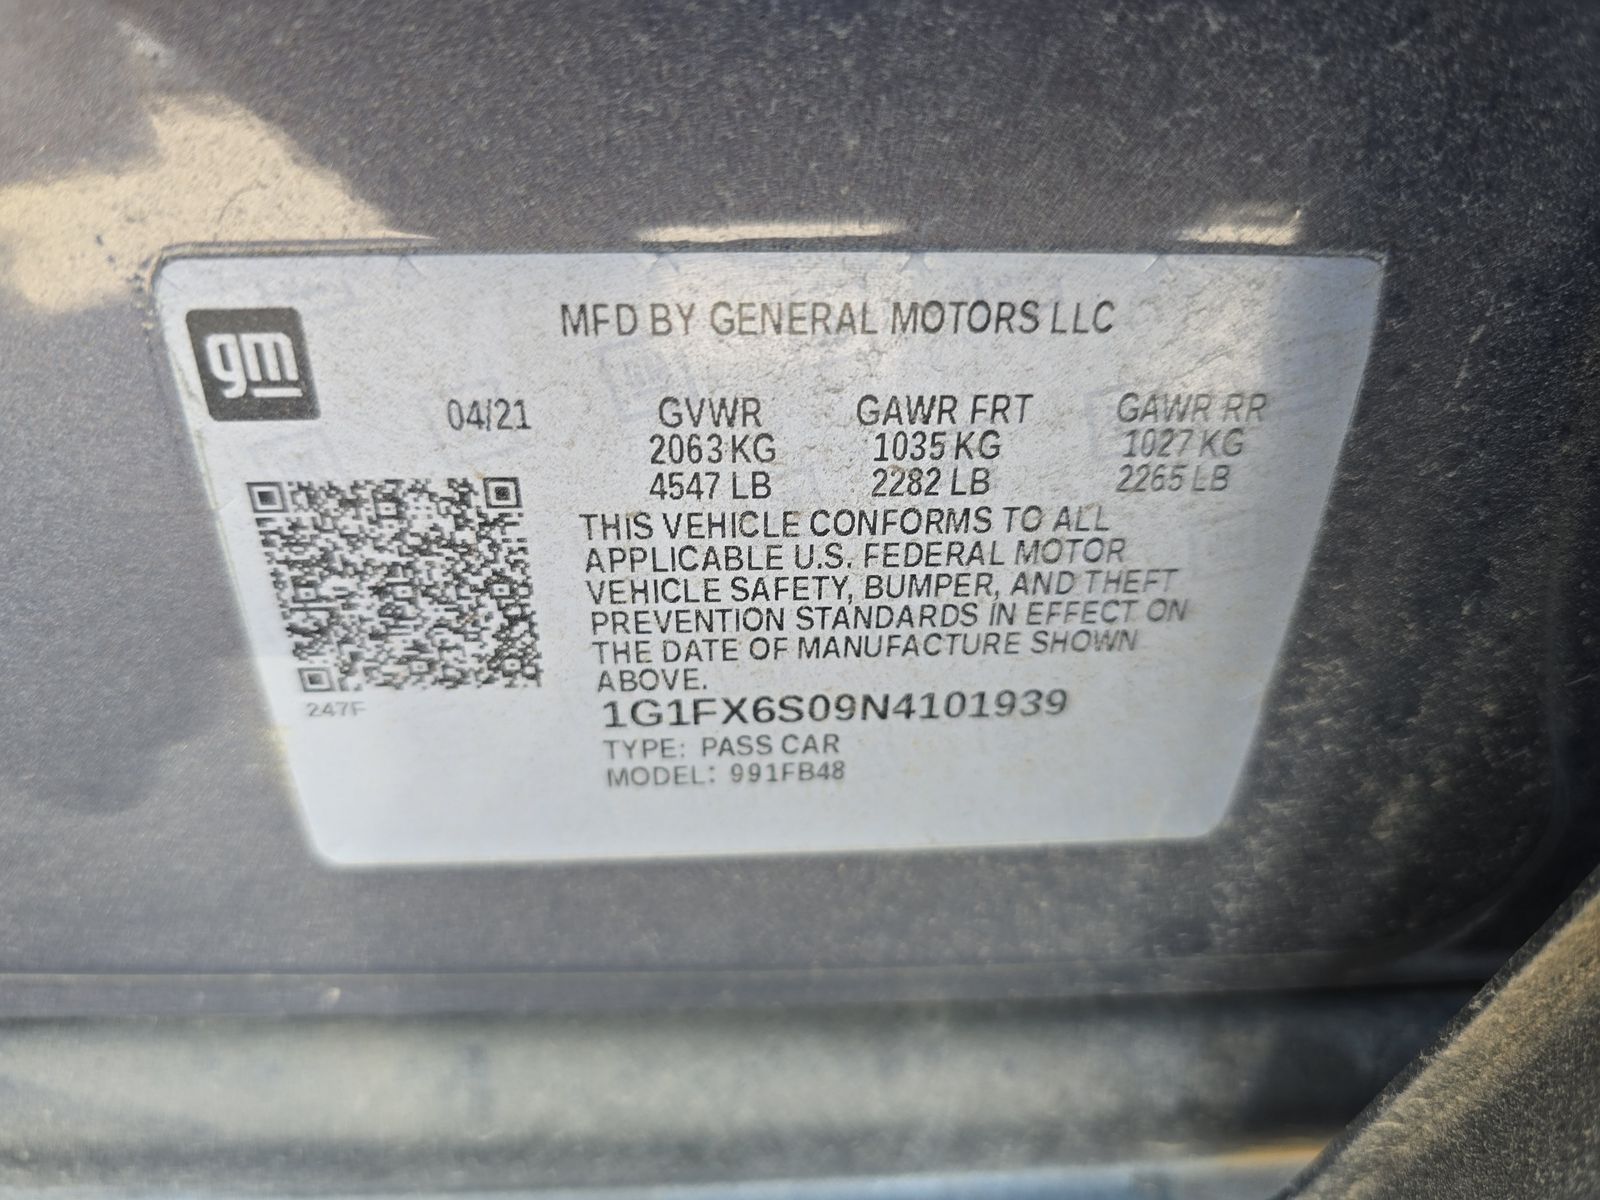 gm
MFD BY GENERAL MOTORS LLC
04/21 GVWR GAWR FRT GAWR RR
2063 KG 1035 KG 1027 KG
4547 LB 2282 LB 2265 LB
THIS VEHICLE CONFORMS TO ALL
APPLICABLE U.S. FEDERAL MOTOR
VEHICLE SAFETY, BUMPER, AND THEFT
PREVENTION STANDARDS IN EFFECT ON
THE DATE OF MANUFACTURE SHOWN
ABOVE.
247F
1G1FX6S09N4101939
TYPE: PASS CAR
MODEL: 991FB48